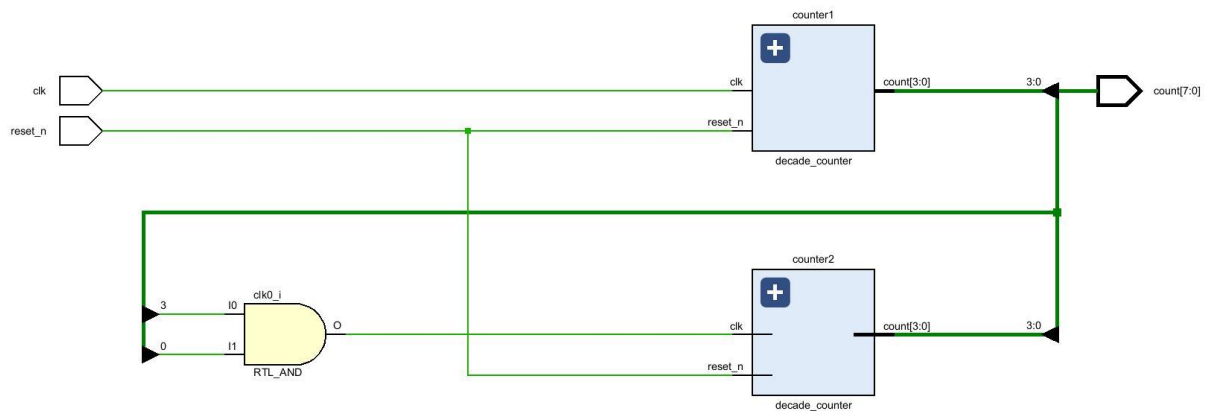 counter1
clk
clk
count[3:0]
3:0
count[7:0]
reset_n
reset_n
decade_counter
counter2
clk0_i
3
I0
O
clk
count[3:0]
3:0
0
I1
RTL_AND
reset_n
decade_counter